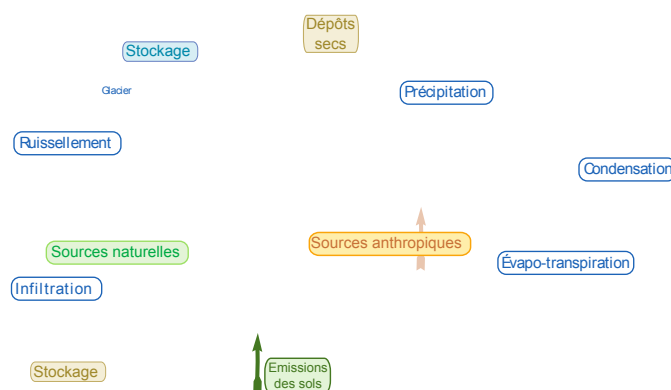 Dépôts
secs
Stockage
Glacier
Précipitation
Ruissellement
Condensation
Sources anthropiques
Sources naturelles
Évapo-transpiration
Infiltration
Stockage
Emissions
des sols